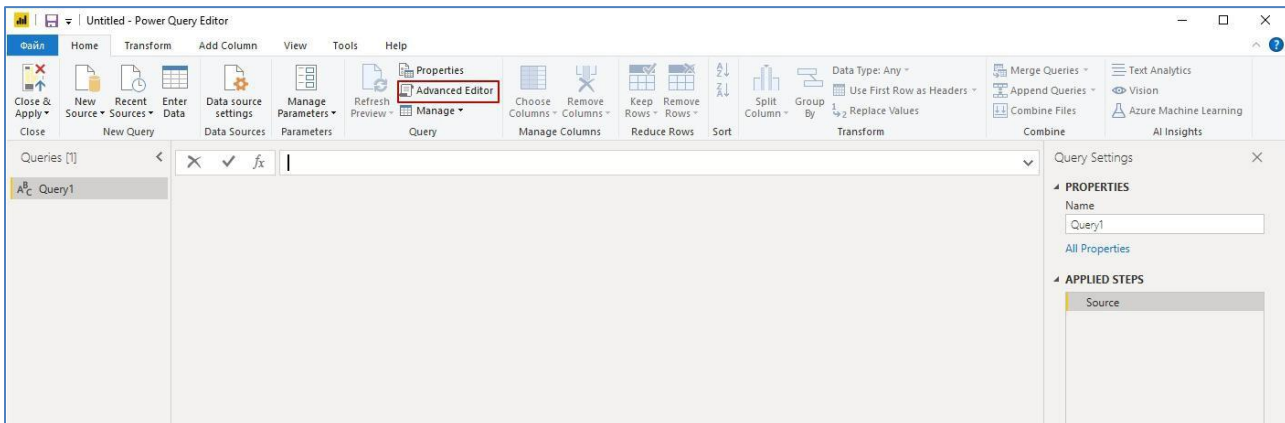 Untitled - Power Query Editor
Файл Home Transform Add Column View Tools Help
Close & Apply
New Source
Recent Sources
Enter Data
Data source settings
Manage Parameters
Refresh Preview
Properties
Advanced Editor
Manage
Choose Columns
Remove Columns
Keep Rows
Remove Rows
Split Column
Group By
Data Type: Any
Use First Row as Headers
Replace Values
Merge Queries
Append Queries
Combine Files
Text Analytics
Vision
Azure Machine Learning
Close New Query Data Sources Parameters Query Manage Columns Reduce Rows Sort Transform Combine AI Insights
Queries [1]
fx
Query Settings
ABC Query1
PROPERTIES
Name
Query1
All Properties
APPLIED STEPS
Source